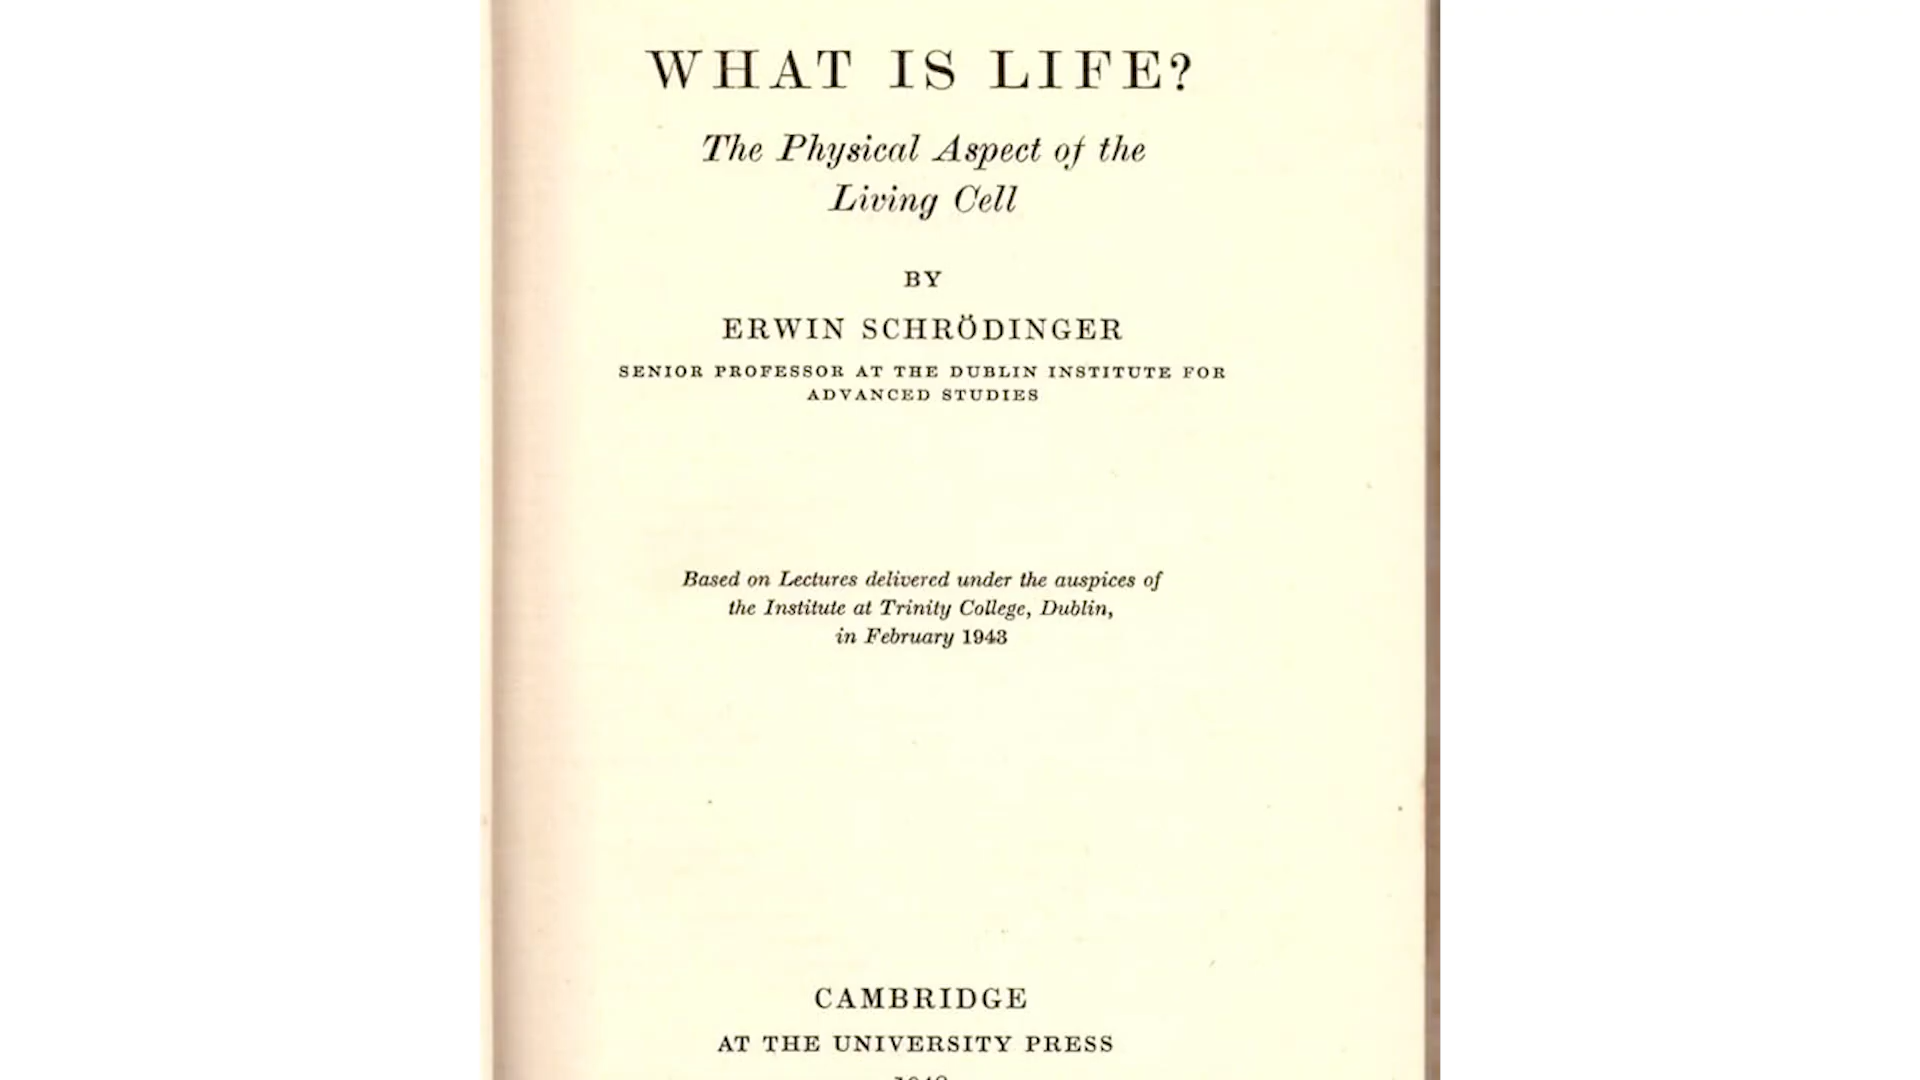 WHAT IS LIFE?
The Physical Aspect of the
Living Cell
BY
ERWIN SCHRÖDINGER
SENIOR PROFESSOR AT THE DUBLIN INSTITUTE FOR
ADVANCED STUDIES
Based on Lectures delivered under the auspices of
the Institute at Trinity College, Dublin,
in February 1943
CAMBRIDGE
AT THE UNIVERSITY PRESS